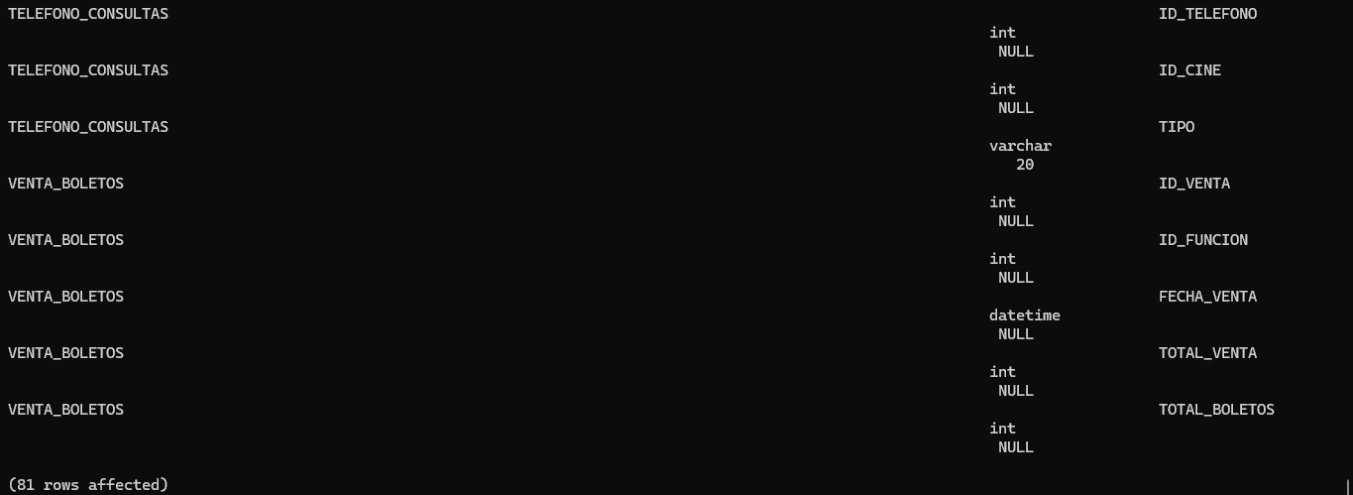 TELEFONO_CONSULTAS ID_TELEFONO
int
NULL
TELEFONO_CONSULTAS ID_CINE
int
NULL
TELEFONO_CONSULTAS TIPO
varchar
20
VENTA_BOLETOS ID_VENTA
int
NULL
VENTA_BOLETOS ID_FUNCION
int
NULL
VENTA_BOLETOS FECHA_VENTA
datetime
NULL
VENTA_BOLETOS TOTAL_VENTA
int
NULL
VENTA_BOLETOS TOTAL_BOLETOS
int
NULL
(81 rows affected)